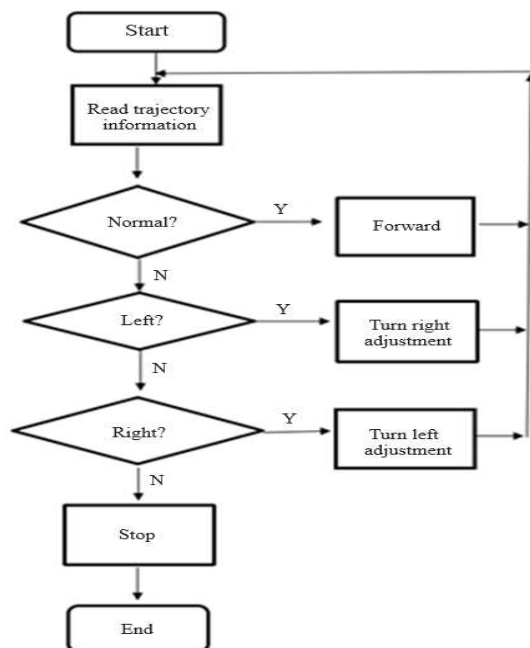 Start
Read trajectory
information
Normal?
Y
Forward
N
Left?
Y
Turn right
adjustment
N
Right?
Y
Turn left
adjustment
N
Stop
End